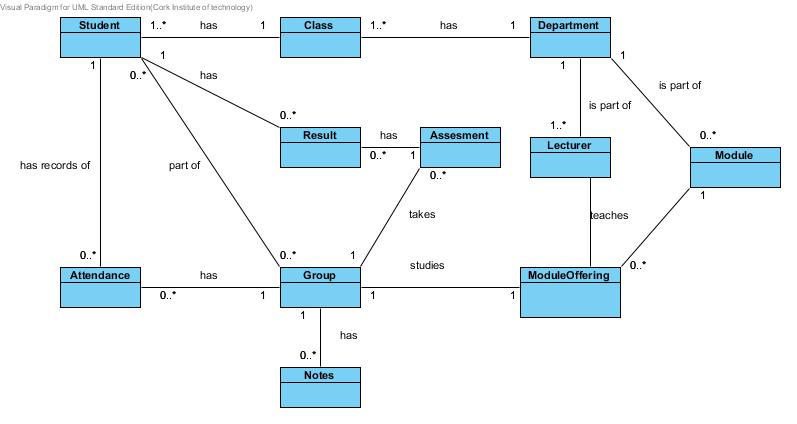 Visual Paradigm for UML Standard Edition(Cork Institute of technology)
Student 1..* has 1 Class 1..* has 1 Department
1 0..* 1 1 1
has 0..* is part of
is part of
1..* 0..*
Result has Assesment Lecturer Module
0..* 1
has records of part of 0..* 1
takes teaches
0..* 0..* 1 studies 0..*
Attendance has Group ModuleOffering
0..* 1 1 1
1
has
0..*
Notes